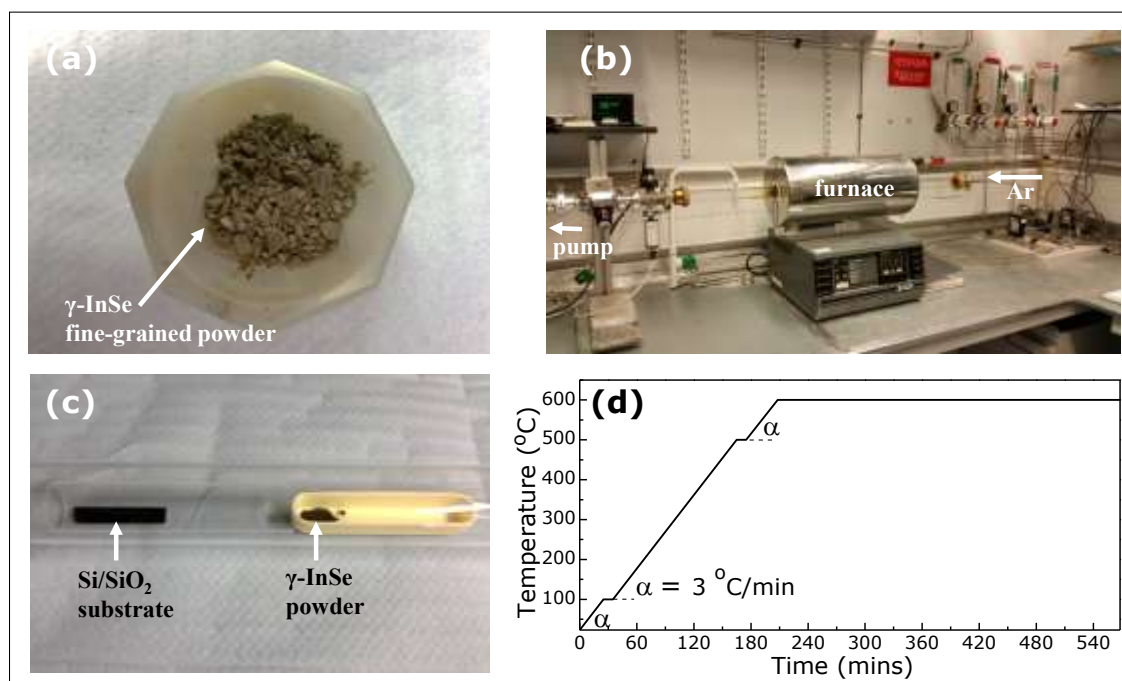 (a)
γ-InSe
fine-grained powder
(b)
furnace
Ar
pump
(c)
Si/SiO₂
substrate
γ-InSe
powder
(d)
Temperature (°C)
600
500
400
300
200
100
α
α = 3 °C/min
α
0 60 120 180 240 300 360 420 480 540
Time (mins)